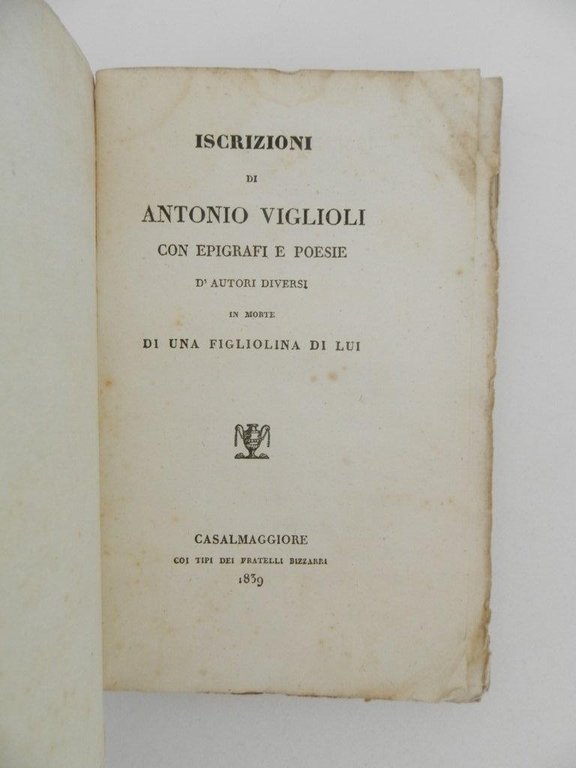 ISCRIZIONI
DI
ANTONIO VIGLIOLI
CON EPIGRAFI E POESIE
D' AUTORI DIVERSI
IN MORTE
DI UNA FIGLIOLINA DI LUI
CASALMAGGIORE
COI TIPI DEI FRATELLI BIZZARRI
1839